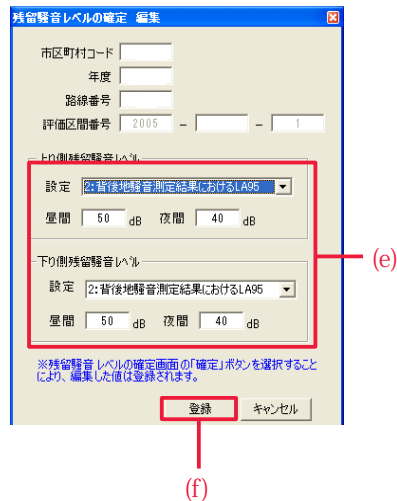 残留騒音レベルの確定 編集
市区町村コード
年度
路線番号
評価区間番号 2005 - - 1
上り側残留騒音レベル
設定 2:背後地騒音測定結果におけるLA95
昼間 50 dB 夜間 40 dB
(e)
下り側残留騒音レベル
設定 2:背後地騒音測定結果におけるLA95
昼間 50 dB 夜間 40 dB
※残留騒音レベルの確定画面の「確定」ボタンを選択すること
により、編集した値は登録されます。
登録 キャンセル
(f)